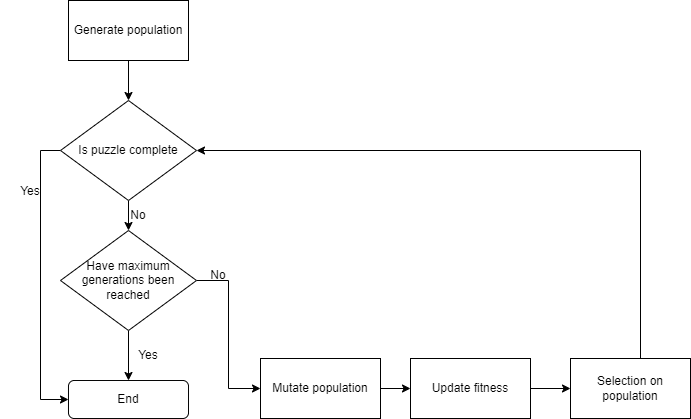 Generate population
Is puzzle complete
Yes
No
Have maximum
generations been
reached
No
Yes
End
Mutate population
Update fitness
Selection on
population